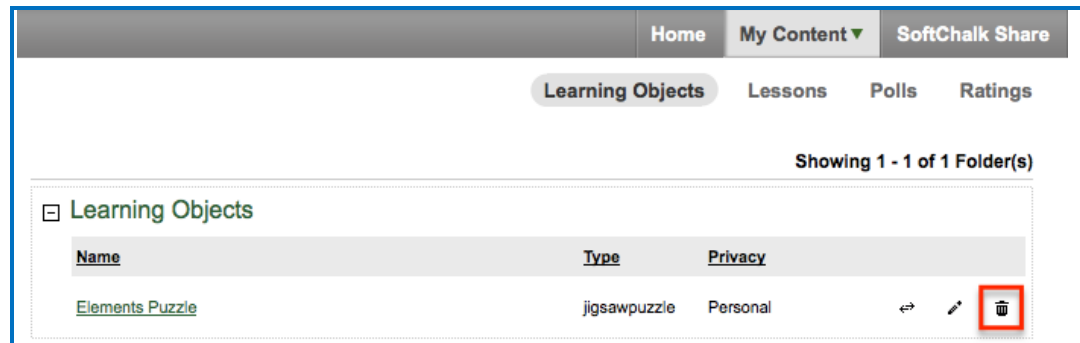 Home My Content▼ SoftChalk Share
Learning Objects Lessons Polls Ratings
Showing 1 - 1 of 1 Folder(s)
Learning Objects
Name Type Privacy
Elements Puzzle jigsawpuzzle Personal